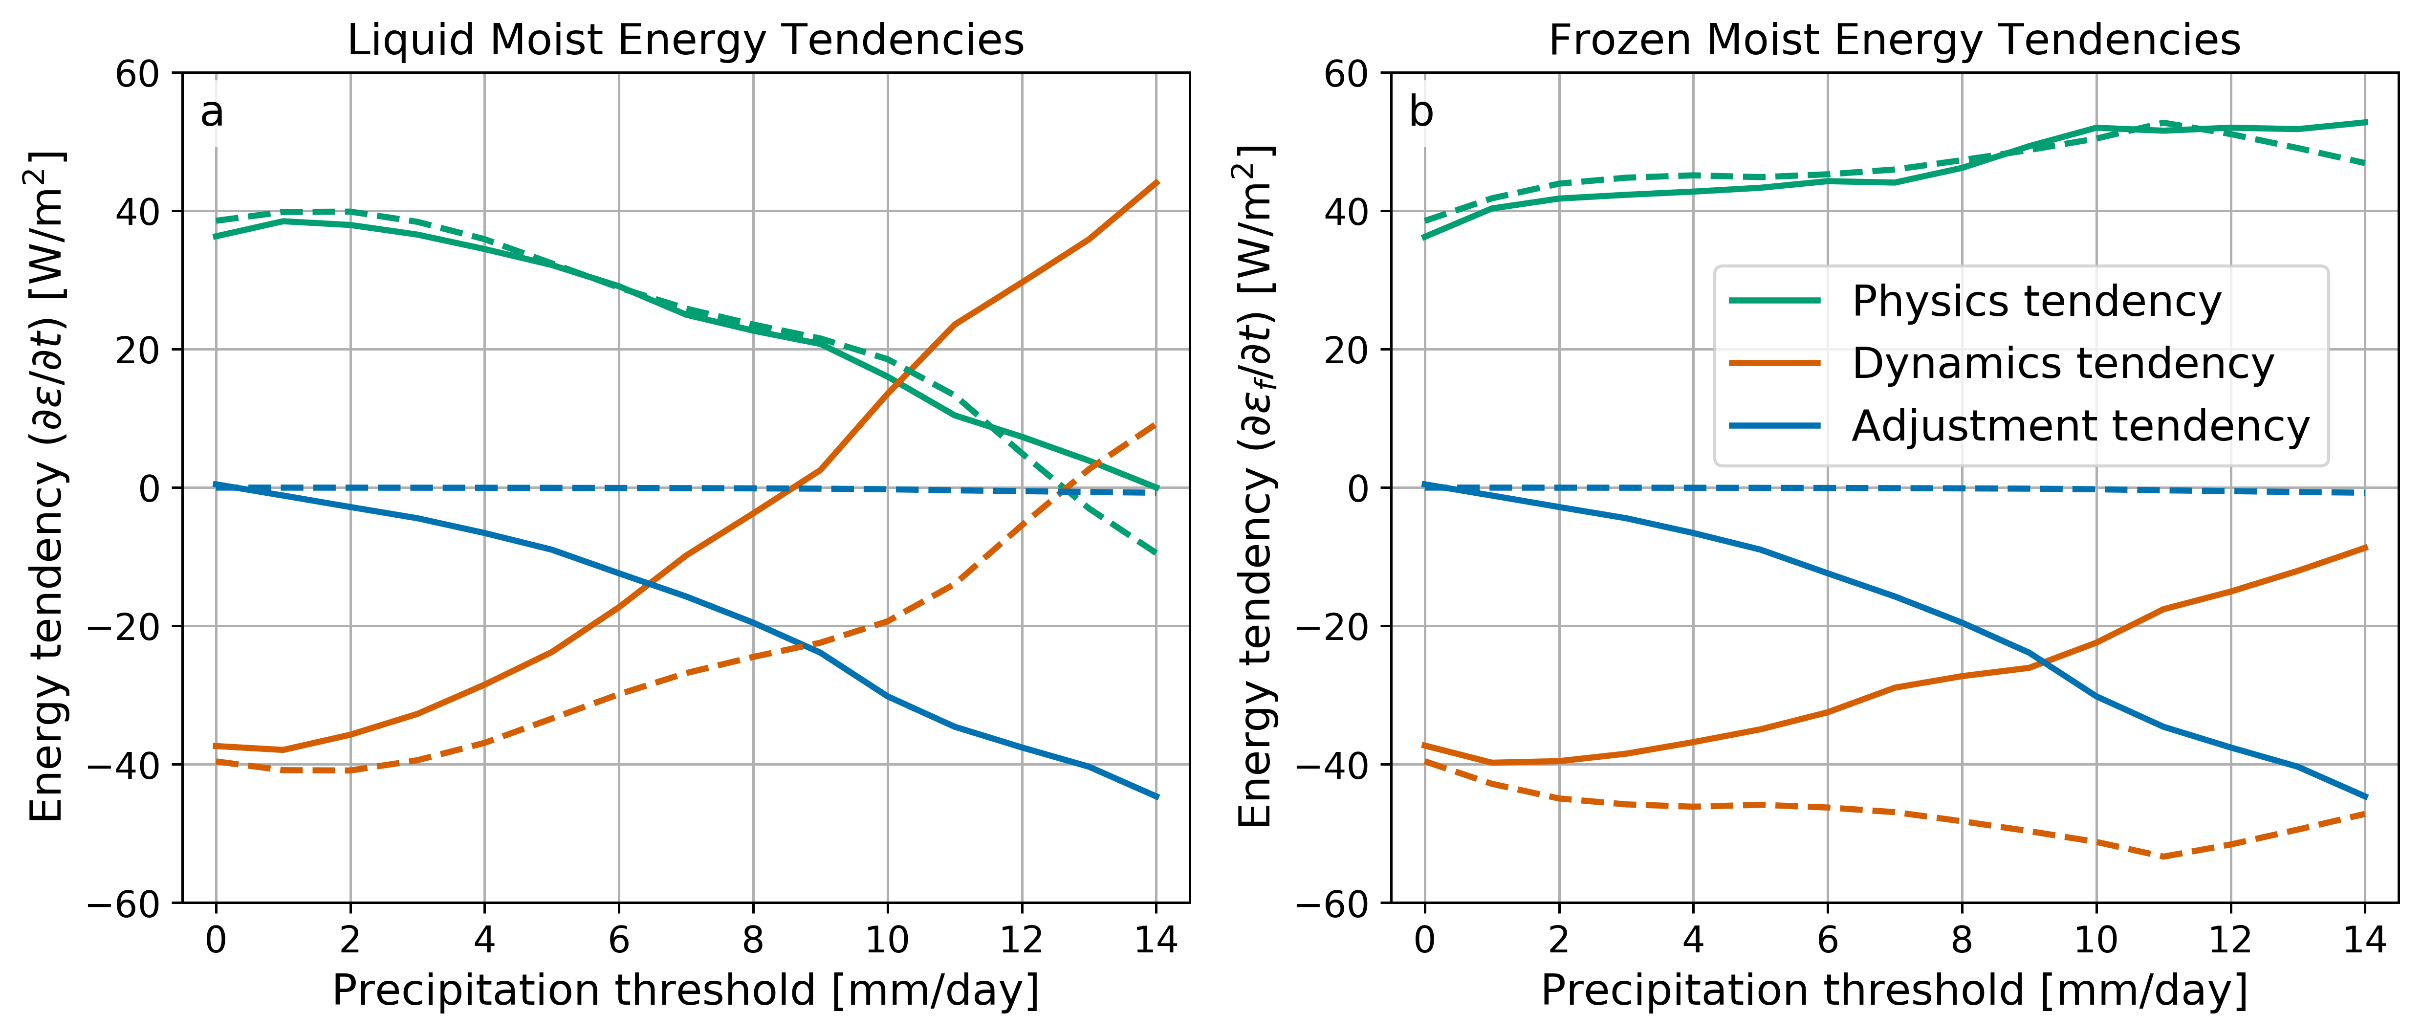 Liquid Moist Energy Tendencies
a
60
40
20
0
−20
−40
−60
Energy tendency (∂ε/∂t) [W/m²]
0 2 4 6 8 10 12 14
Precipitation threshold [mm/day]
Frozen Moist Energy Tendencies
b
60
40
20
0
−20
−40
−60
Energy tendency (∂ε_f/∂t) [W/m²]
Physics tendency
Dynamics tendency
Adjustment tendency
0 2 4 6 8 10 12 14
Precipitation threshold [mm/day]